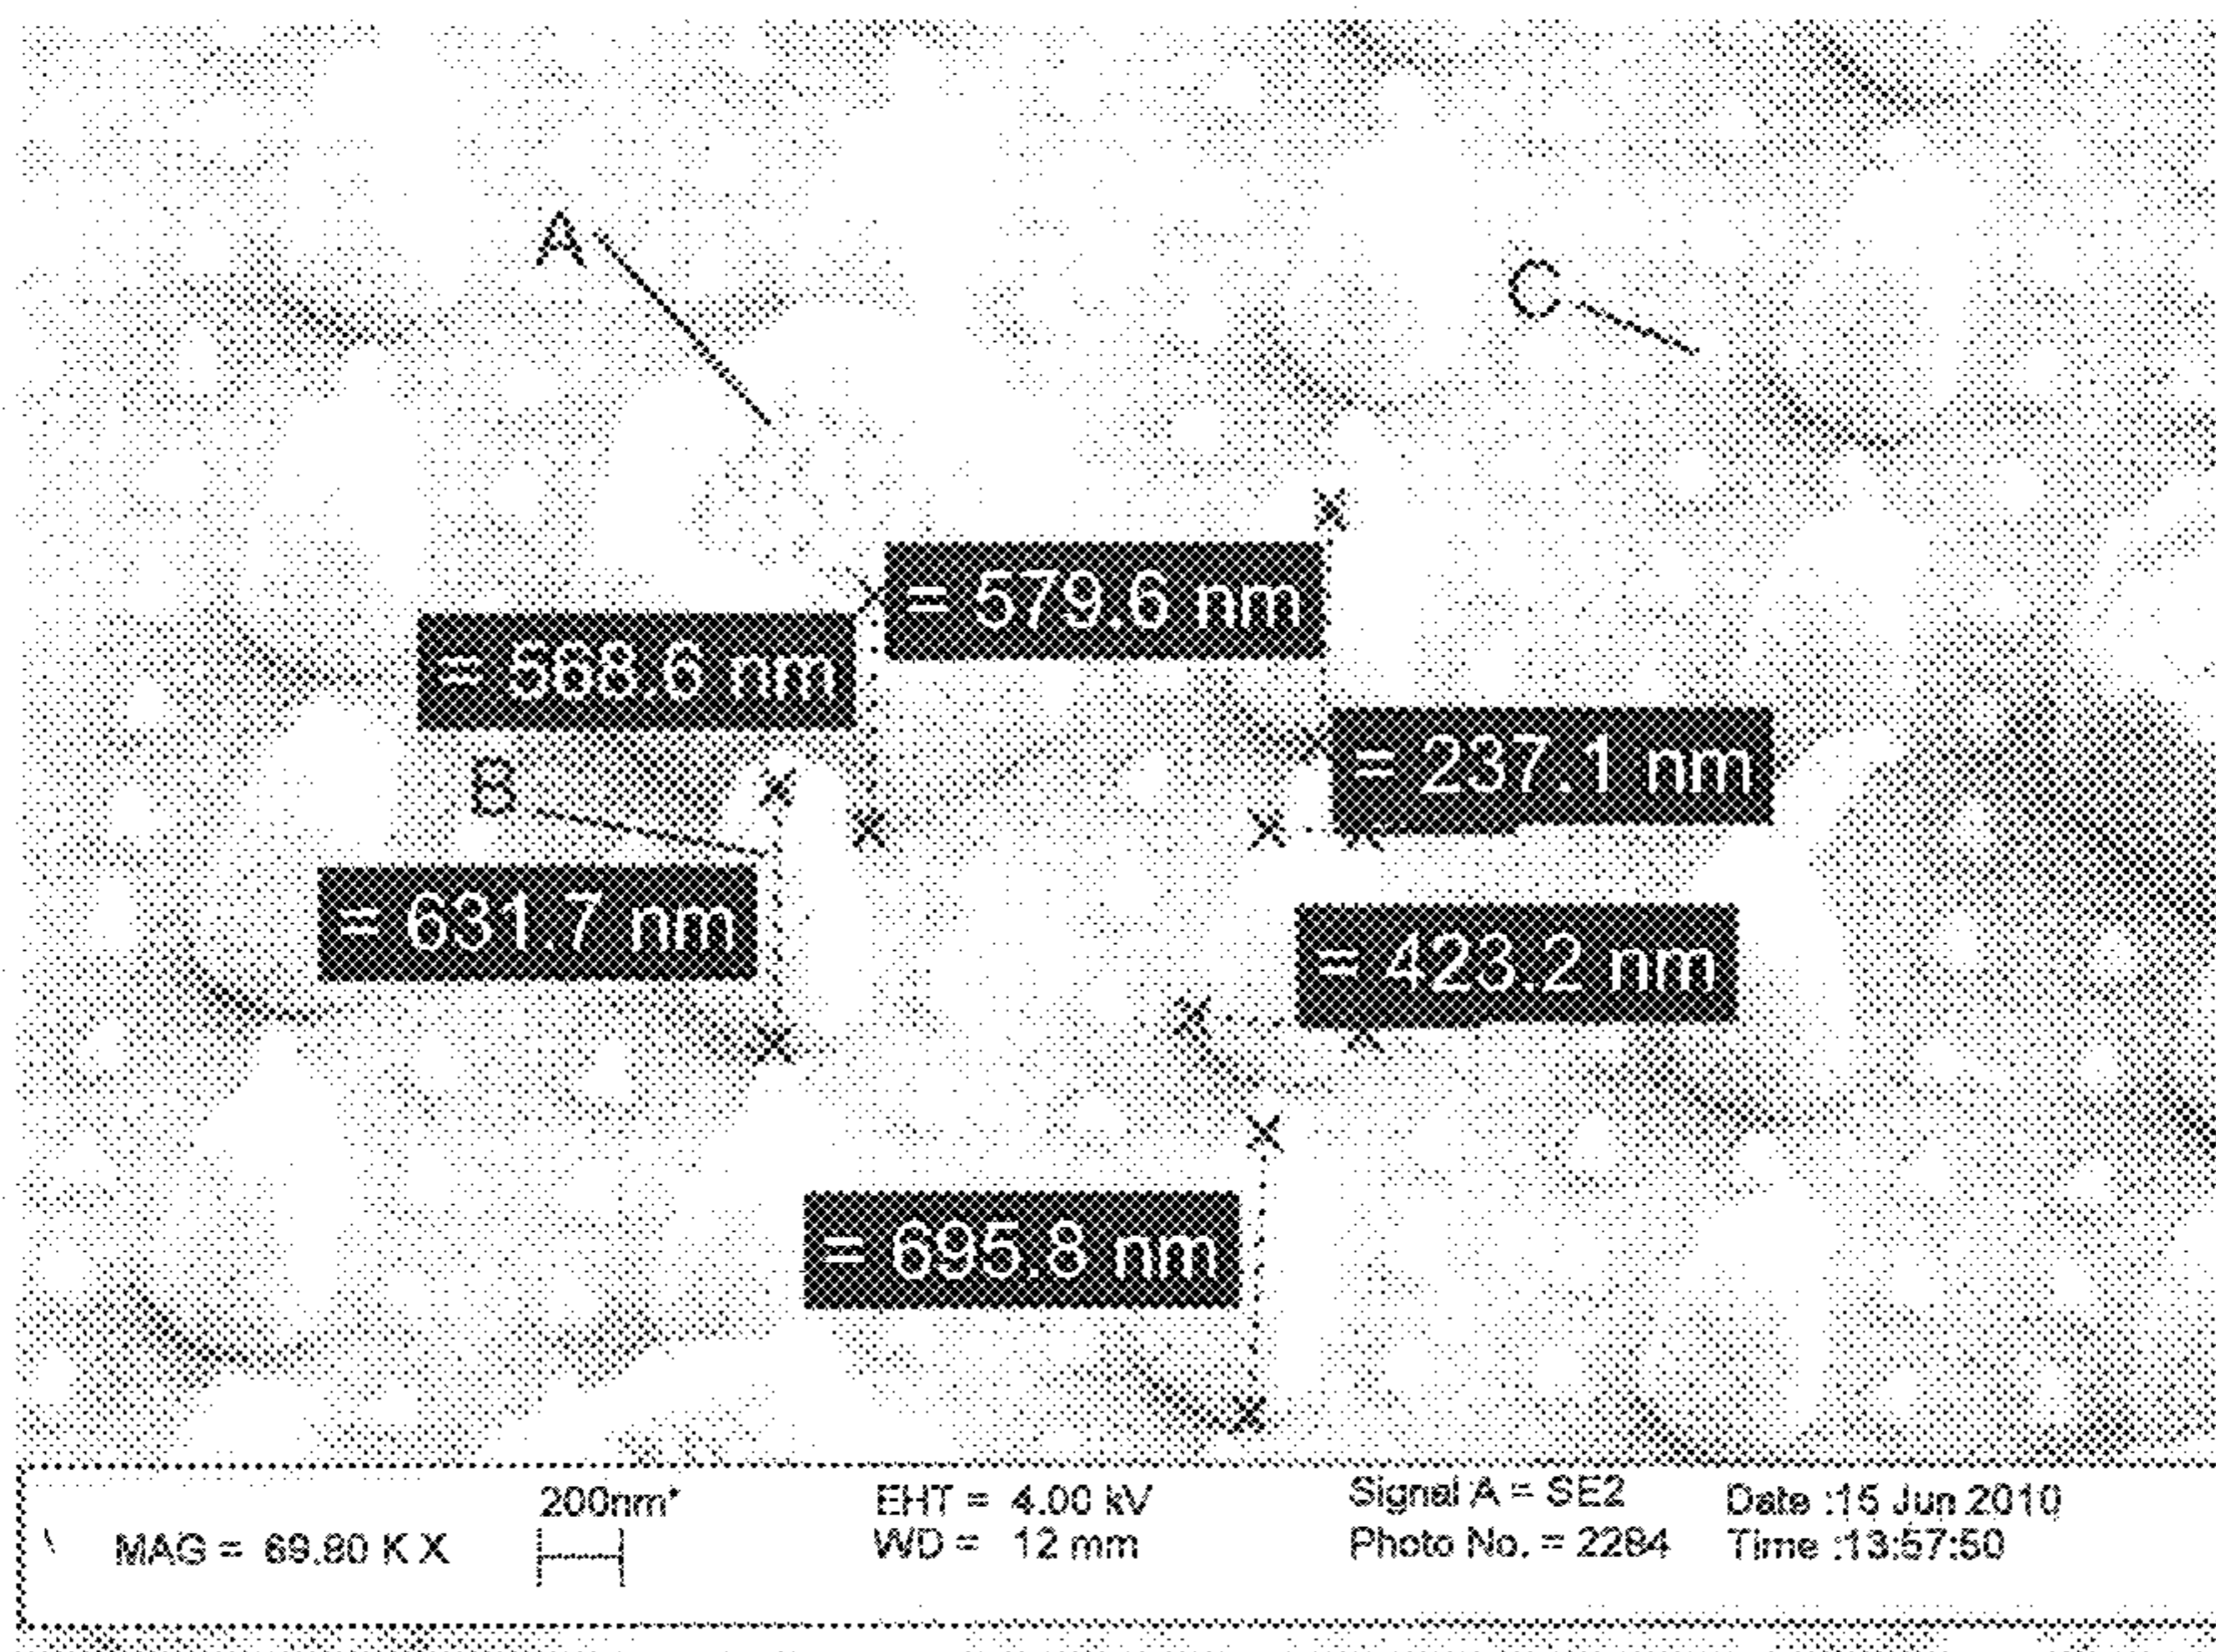 A
C
= 579.6 nm
= 568.6 nm
= 237.1 nm
B
= 631.7 nm
= 423.2 nm
= 695.8 nm
200nm*
EHT = 4.00 kV
Signal A = SE2
Date :15 Jun 2010
MAG = 69.80 K X
WD = 12 mm
Photo No. = 2284
Time :13:57:50